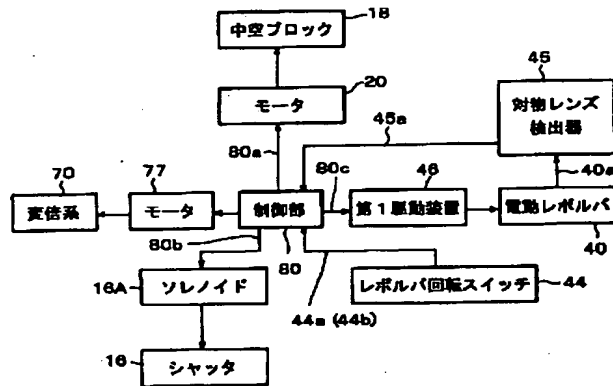 18
中空ブロック
20
モータ
45
対物レンズ
検出器
45a
80a
40a
70
77
80c
46
変倍系
モータ
制御部
第1駆動装置
電動レボルバ
80b
80
40
16A
ソレノイド
レボルバ回転スイッチ
44
44a (44b)
16
シャッタ